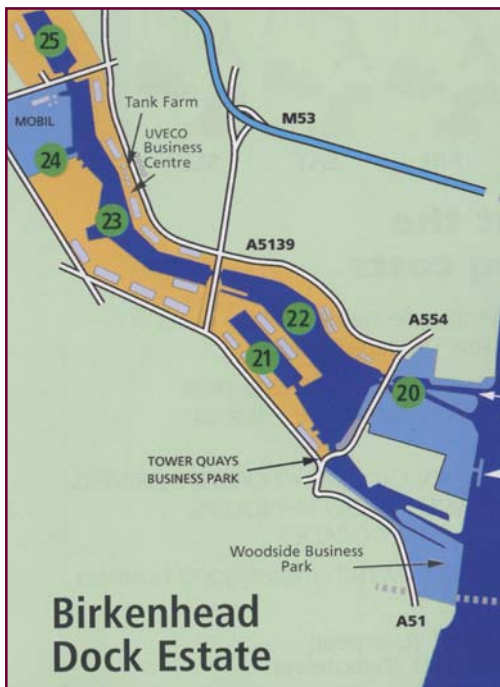 25
Tank Farm
M53
MOBIL
UVECO
Business
Centre
24
23
A5139
22
A554
21
20
TOWER QUAYS
BUSINESS PARK
Woodside Business
Park
A51
Birkenhead
Dock Estate